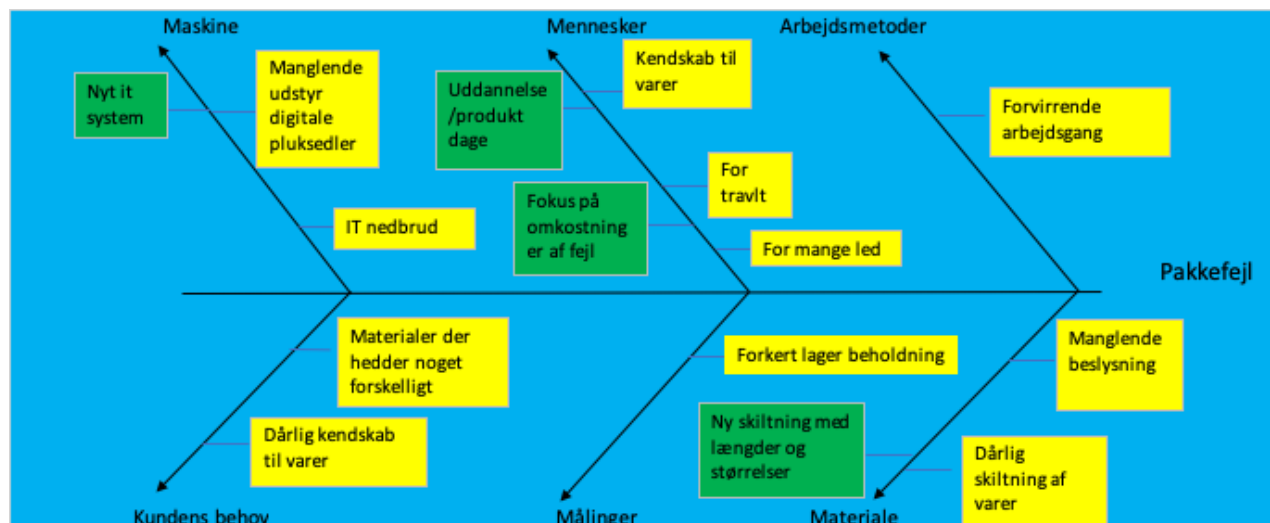 Maskine
Mennesker
Arbejdsmetoder
Nyt it
system
Manglende
udstyr
digitale
pluksedler
Uddannelse
/produkt
dage
Kendskab til
varer
Forvirrende
arbejdsgang
IT nedbrud
Fokus på
omkostning
er af fejl
For
travlt
For mange led
Pakkefejl
Materialer der
hedder noget
forskelligt
Forkert lager beholdning
Manglende
beslysning
Dårlig kendskab
til varer
Ny skiltning med
længder og
størrelser
Dårlig
skiltning af
varer
Kundens behov
Målinger
Materiale